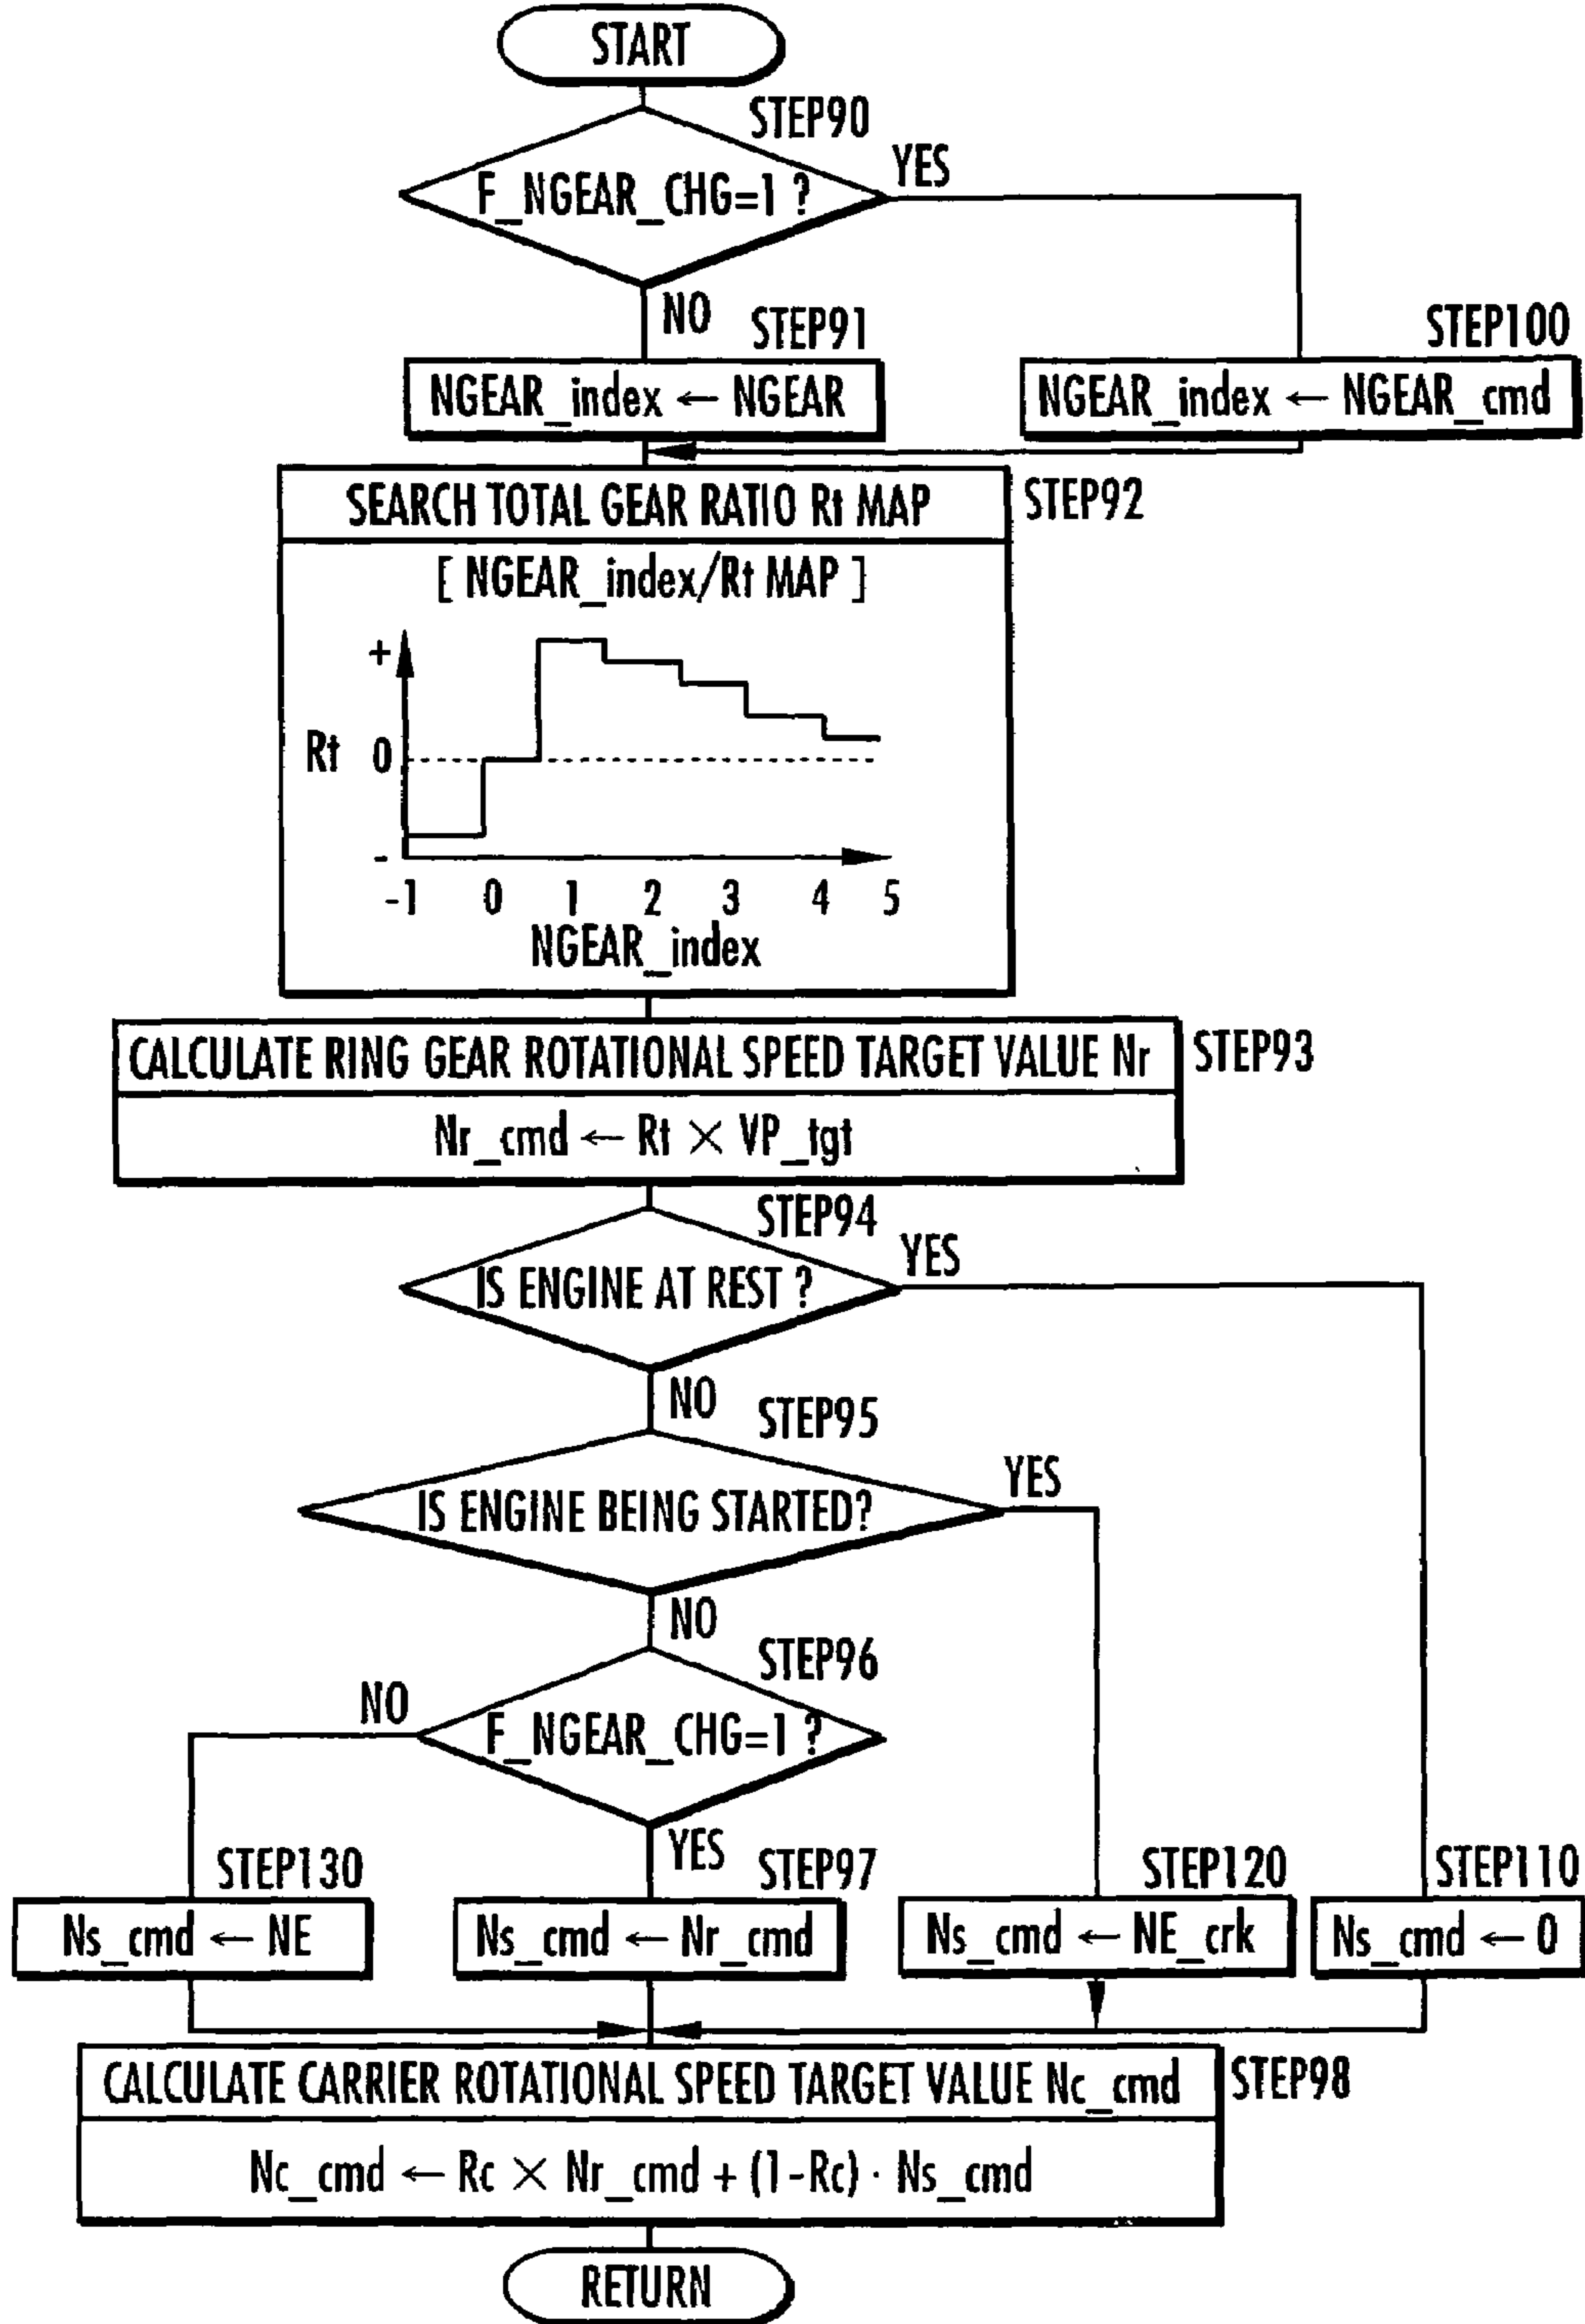 START
STEP90
F_NGEAR_CHG=1 ?
YES
NO
STEP91
STEP100
NGEAR_index ← NGEAR
NGEAR_index ← NGEAR_cmd
SEARCH TOTAL GEAR RATIO Rt MAP
STEP92
[ NGEAR_index/Rt MAP ]
+
Rt 0
-
-1 0 1 2 3 4 5
NGEAR_index
CALCULATE RING GEAR ROTATIONAL SPEED TARGET VALUE Nr
STEP93
Nr_cmd ← Rt × VP_tgt
STEP94
IS ENGINE AT REST ?
YES
NO
STEP95
IS ENGINE BEING STARTED?
YES
NO
STEP96
F_NGEAR_CHG=1 ?
NO
YES
STEP130
STEP97
STEP120
STEP110
Ns_cmd ← NE
Ns_cmd ← Nr_cmd
Ns_cmd ← NE_crk
Ns_cmd ← 0
CALCULATE CARRIER ROTATIONAL SPEED TARGET VALUE Nc_cmd
STEP98
Nc_cmd ← Rc × Nr_cmd + (1-Rc) · Ns_cmd
RETURN